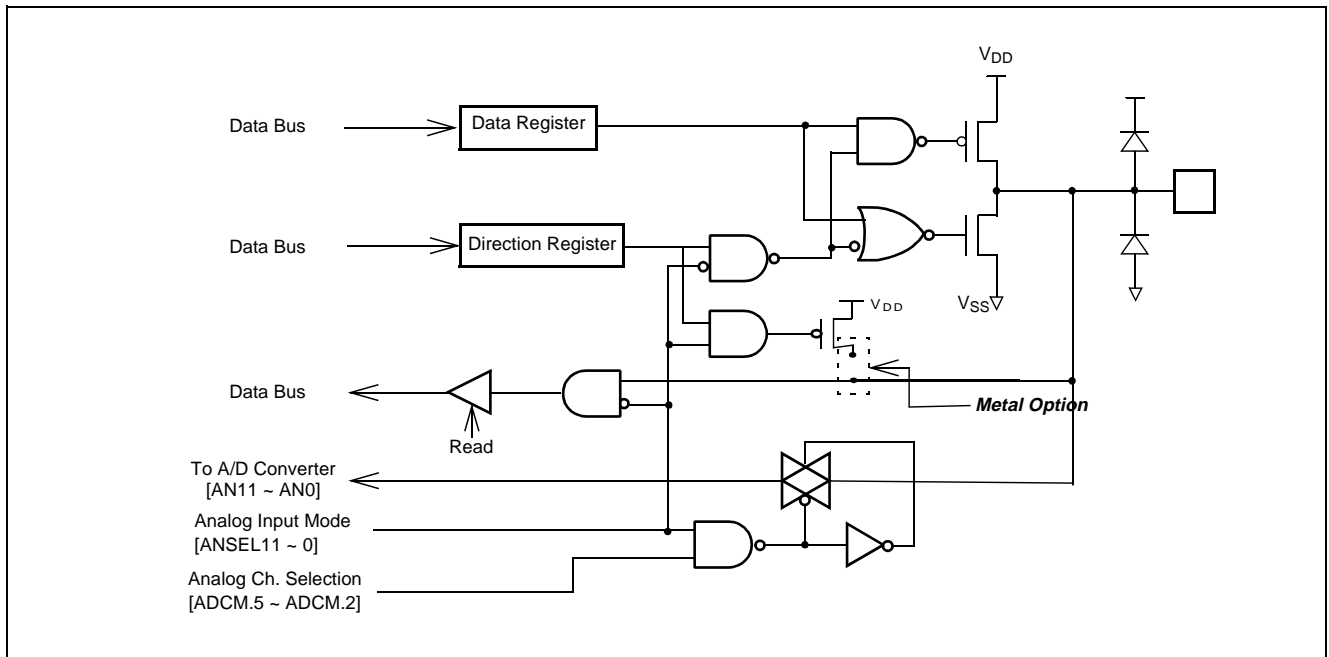 VDD
Data Bus
Data Register
Data Bus
Direction Register
VSS
VDD
Data Bus
Metal Option
Read
To A/D Converter
[AN11 ~ AN0]
Analog Input Mode
[ANSEL11 ~ 0]
Analog Ch. Selection
[ADCM.5 ~ ADCM.2]